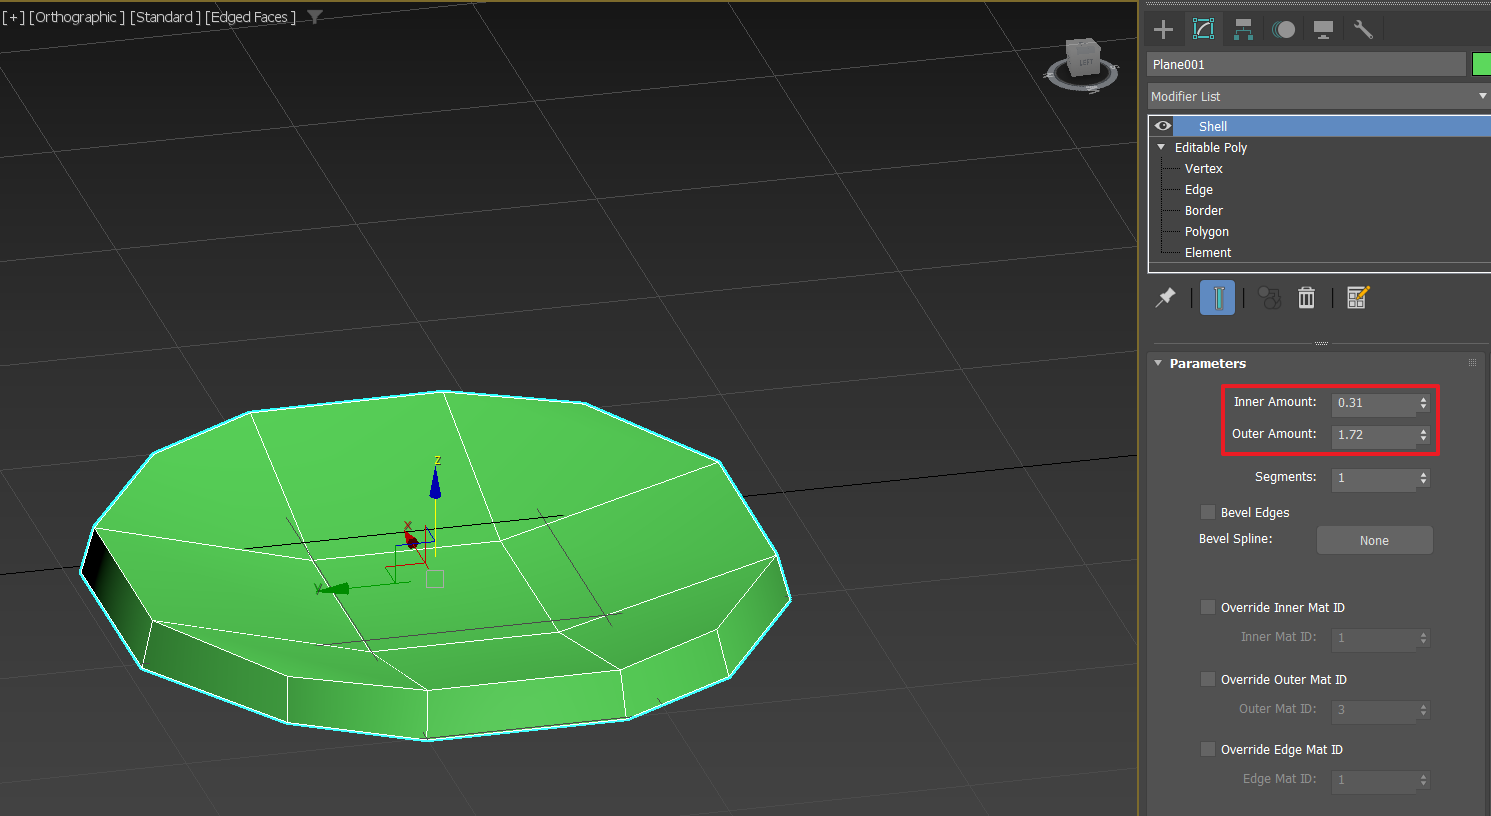 [+] [Orthographic ] [Standard ] [Edged Faces ]
LEFT
z
x
y
Plane001
Modifier List
Shell
Editable Poly
Vertex
Edge
Border
Polygon
Element
Parameters
Inner Amount: 0.31
Outer Amount: 1.72
Segments: 1
Bevel Edges
Bevel Spline: None
Override Inner Mat ID
Inner Mat ID: 1
Override Outer Mat ID
Outer Mat ID: 3
Override Edge Mat ID
Edge Mat ID: 1